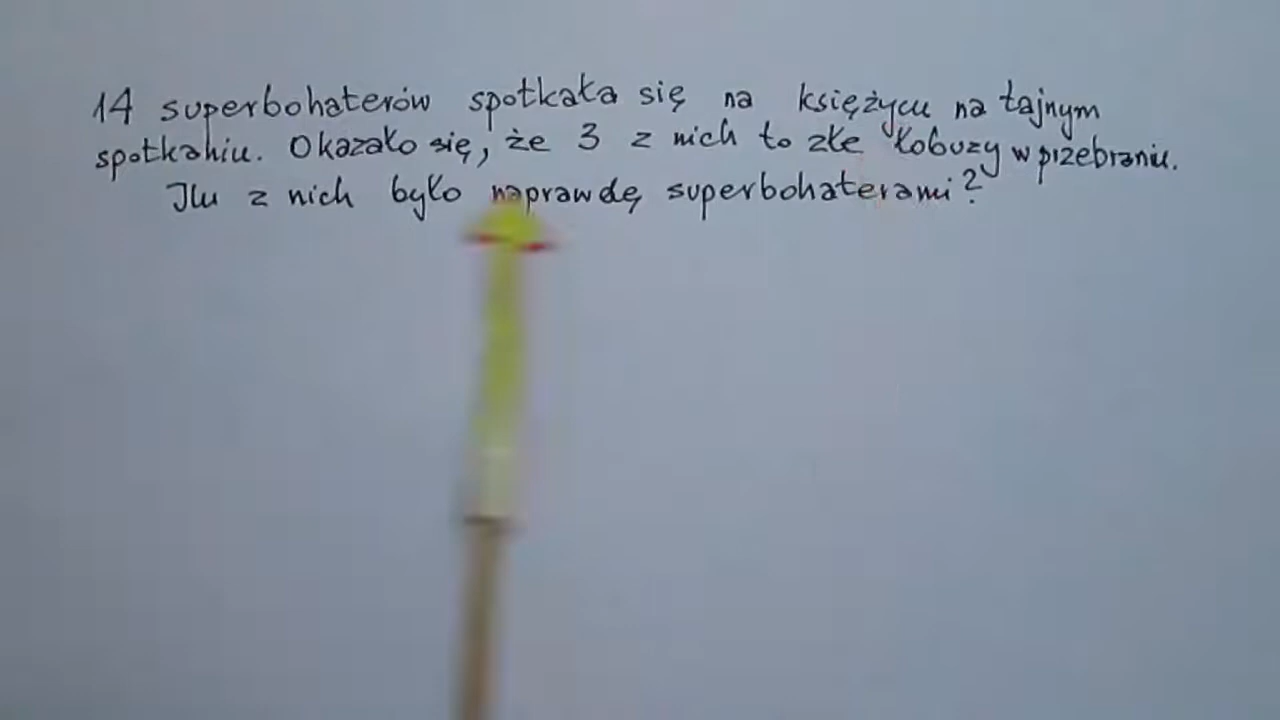 14 superbohaterów spotkała się na księżycu na tajnym
spotkaniu. Okazało się, że 3 z nich to złe łobuzy w przebraniu.
Ilu z nich było naprawdę superbohaterami?